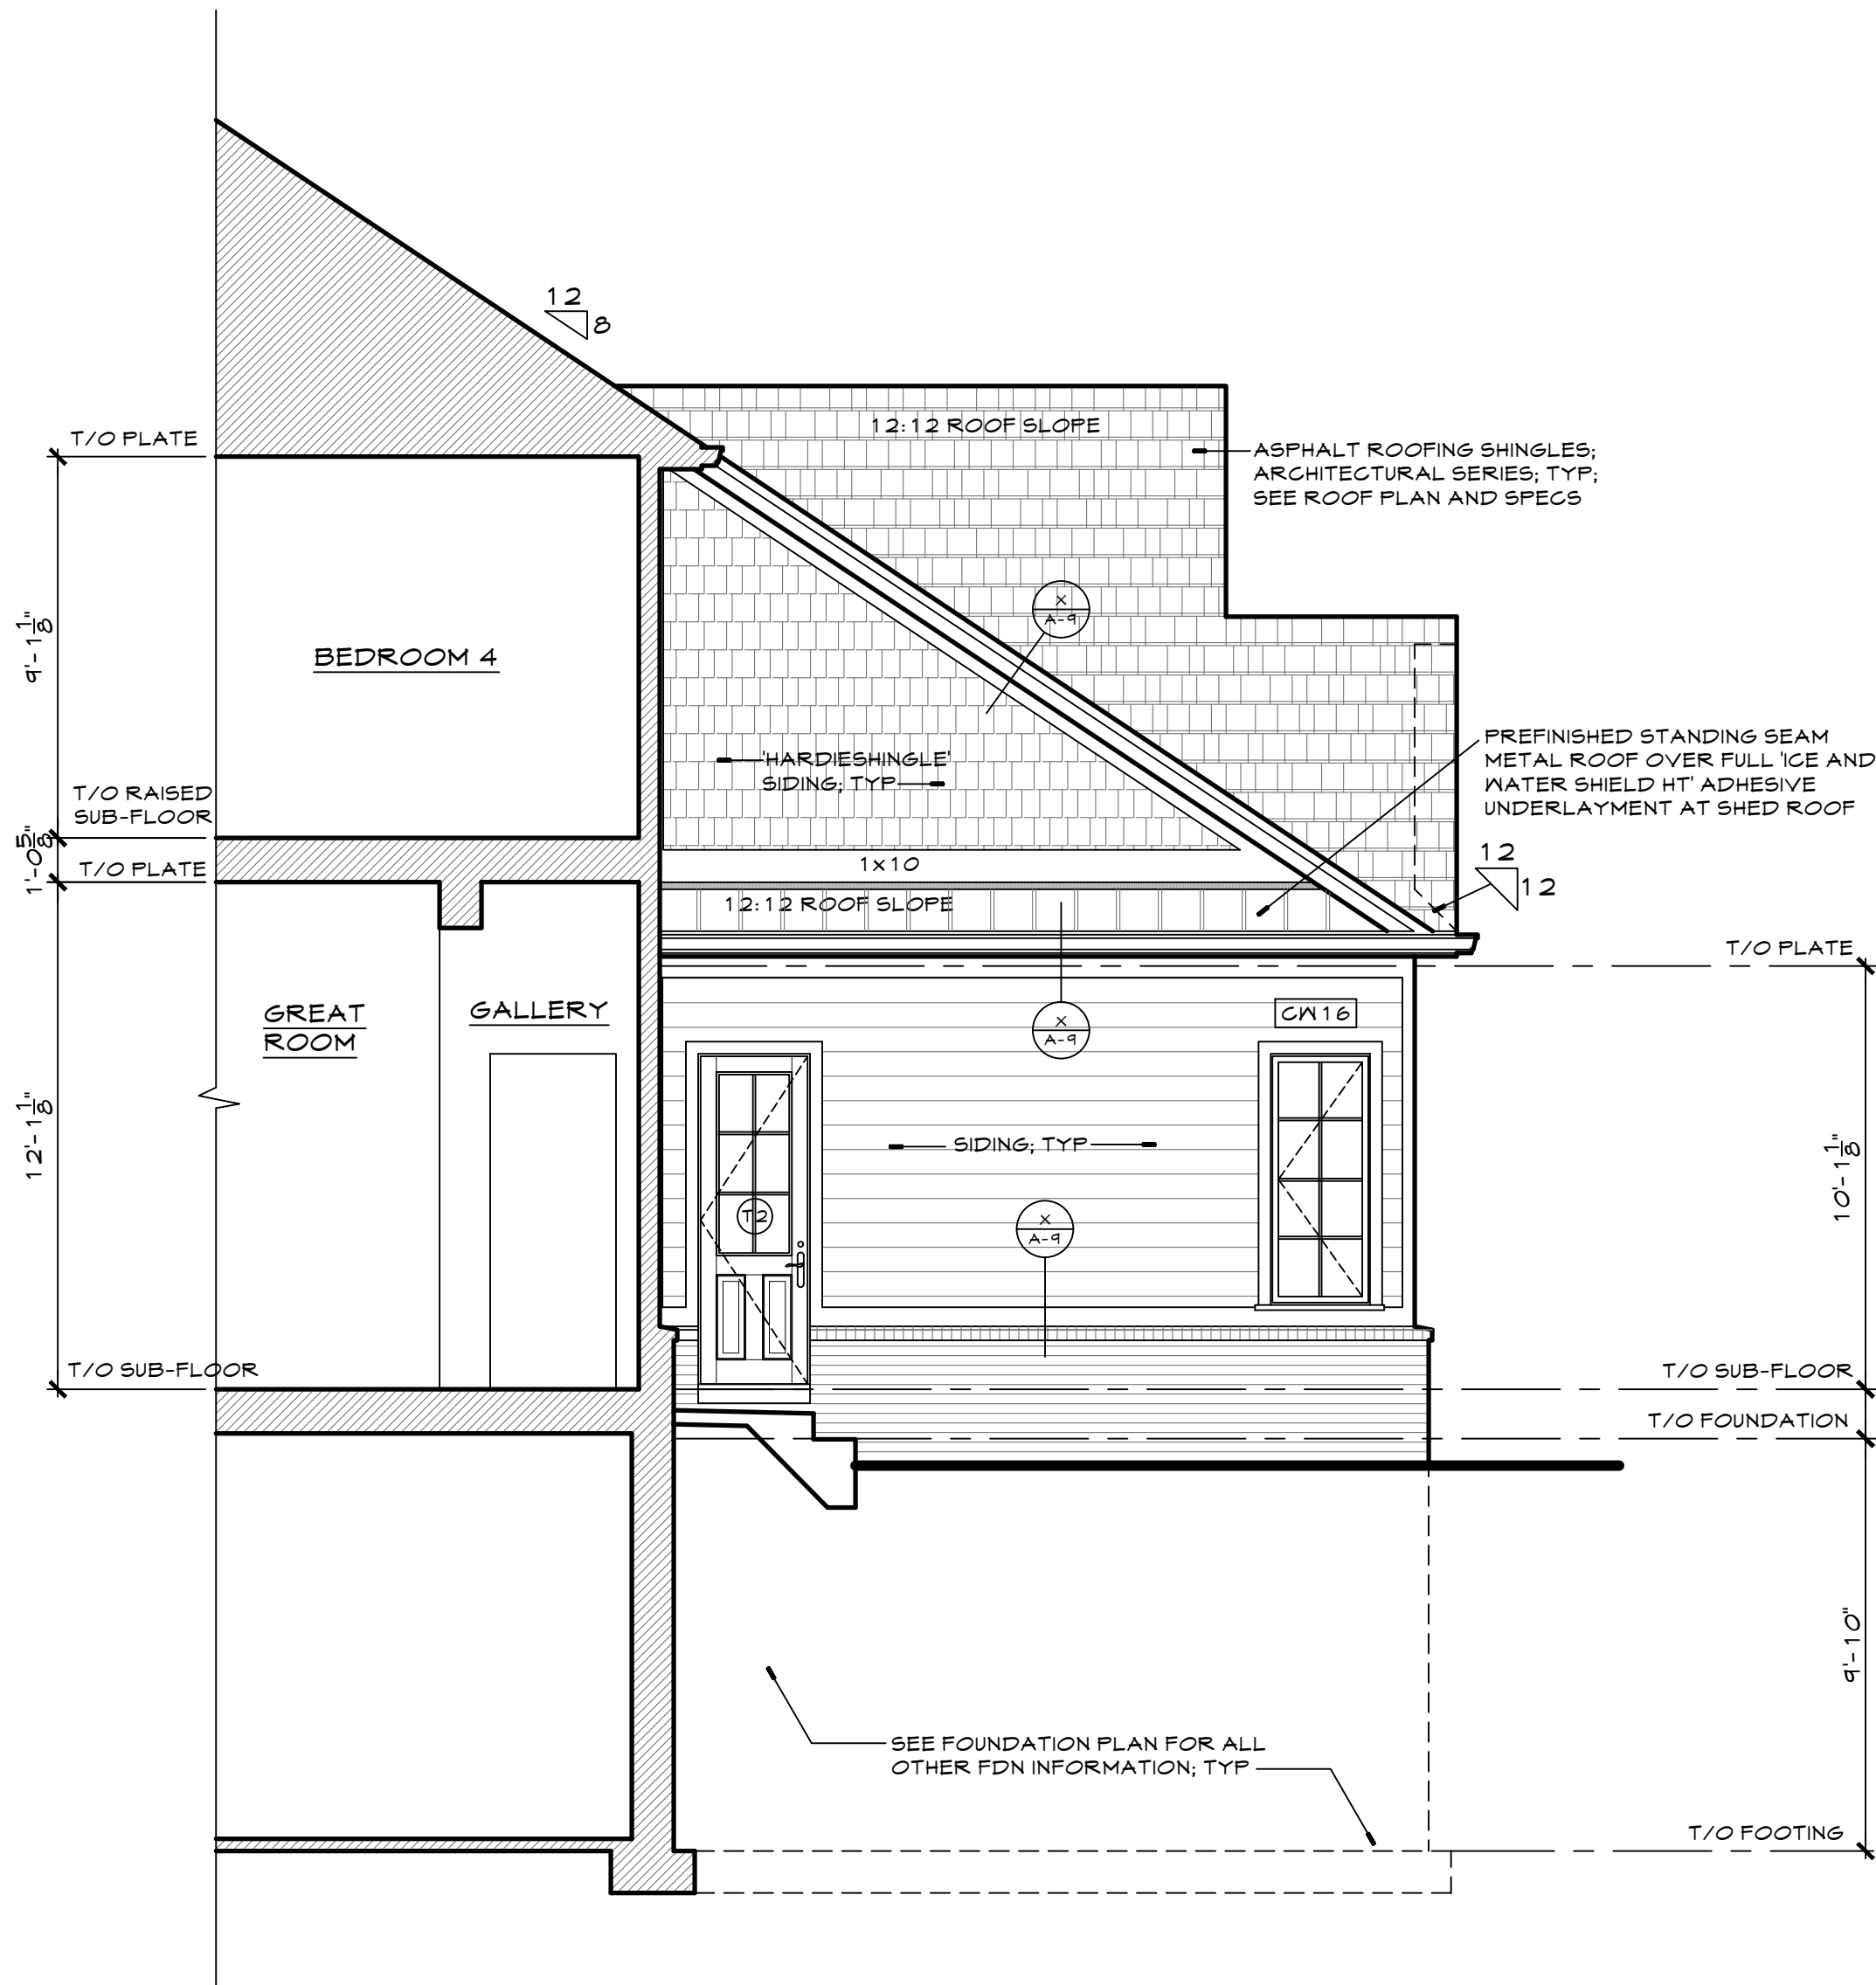 12
8
T/O PLATE
12:12 ROOF SLOPE
ASPHALT ROOFING SHINGLES;
ARCHITECTURAL SERIES; TYP;
SEE ROOF PLAN AND SPECS
9'-1 1/8"
X
A-9
BEDROOM 4
'HARDIESHINGLE'
SIDING; TYP
PREFINISHED STANDING SEAM
METAL ROOF OVER FULL 'ICE AND
WATER SHIELD HT' ADHESIVE
UNDERLAYMENT AT SHED ROOF
T/O RAISED
SUB-FLOOR
1'-0 5/8"
T/O PLATE
1x10
12
12
12:12 ROOF SLOPE
T/O PLATE
GREAT
ROOM
GALLERY
X
A-9
CW16
12'-1 1/8"
SIDING; TYP
10'-1 1/8"
T2
X
A-9
T/O SUB-FLOOR
T/O SUB-FLOOR
T/O FOUNDATION
9'-10"
SEE FOUNDATION PLAN FOR ALL
OTHER FDN INFORMATION; TYP
T/O FOOTING